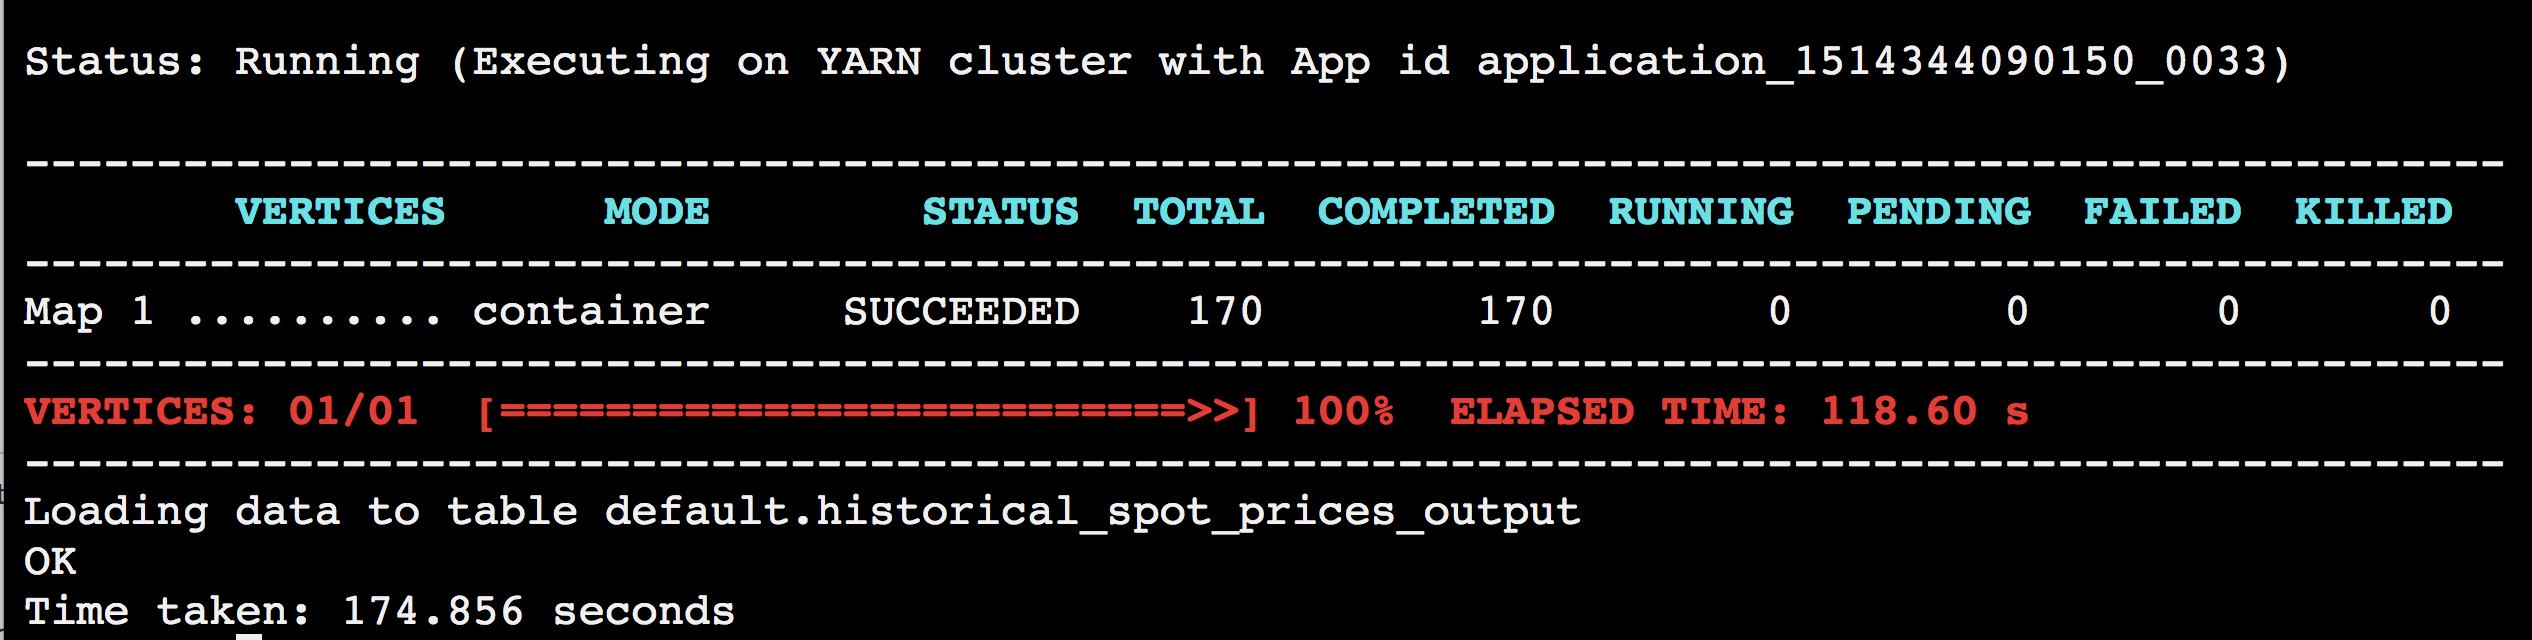 Status: Running (Executing on YARN cluster with App id application_1514344090150_0033)
----------------------------------------------------------------------------------------------
        VERTICES      MODE        STATUS  TOTAL  COMPLETED  RUNNING  PENDING  FAILED  KILLED
----------------------------------------------------------------------------------------------
Map 1 .......... container     SUCCEEDED    170        170        0        0       0       0
----------------------------------------------------------------------------------------------
VERTICES: 01/01  [==========================>>] 100%  ELAPSED TIME: 118.60 s
----------------------------------------------------------------------------------------------
Loading data to table default.historical_spot_prices_output
OK
Time taken: 174.856 seconds